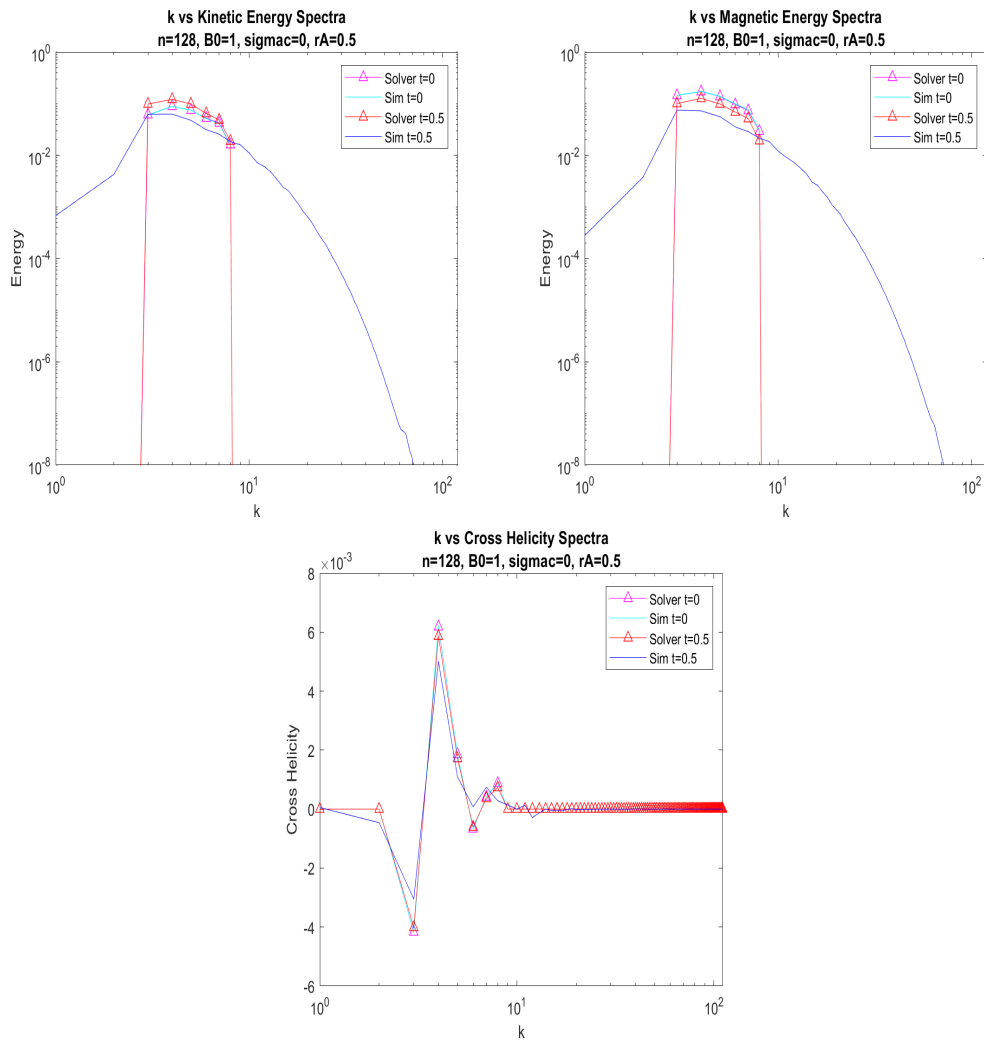 k vs Kinetic Energy Spectra
n=128, B0=1, sigmac=0, rA=0.5
10^0
10^-2
10^-4
10^-6
10^-8
Energy
Solver t=0
Sim t=0
Solver t=0.5
Sim t=0.5
10^0
10^1
10^2
k
k vs Magnetic Energy Spectra
n=128, B0=1, sigmac=0, rA=0.5
10^0
10^-2
10^-4
10^-6
10^-8
Energy
Solver t=0
Sim t=0
Solver t=0.5
Sim t=0.5
10^0
10^1
10^2
k
k vs Cross Helicity Spectra
n=128, B0=1, sigmac=0, rA=0.5
×10^-3
8
6
4
2
0
-2
-4
-6
Cross Helicity
Solver t=0
Sim t=0
Solver t=0.5
Sim t=0.5
10^0
10^1
10^2
k